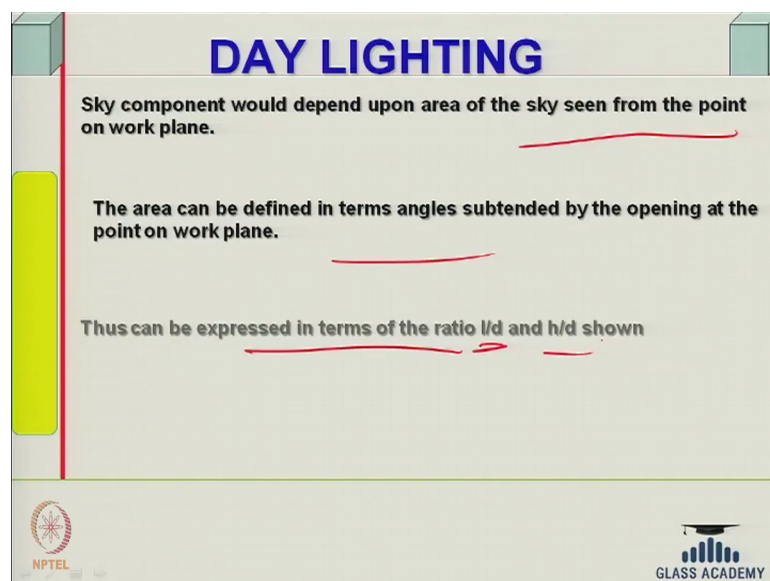 DAY LIGHTING
Sky component would depend upon area of the sky seen from the point
on work plane.
The area can be defined in terms angles subtended by the opening at the
point on work plane.
Thus can be expressed in terms of the ratio l/d and h/d shown
NPTEL
GLASS ACADEMY